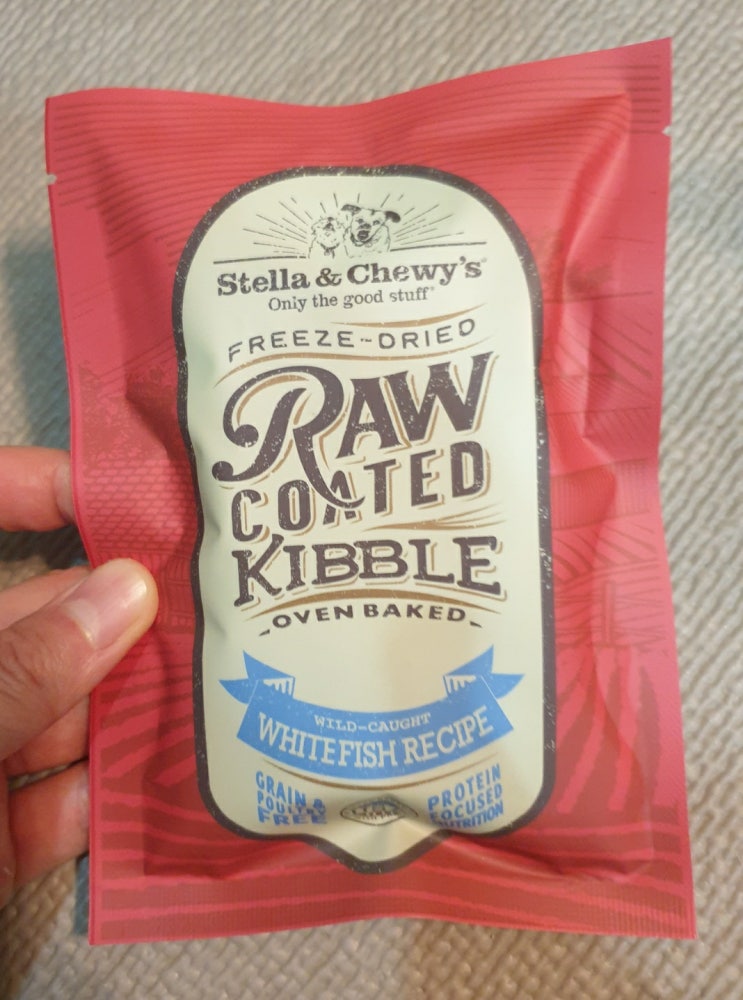 Stella & Chewy's®
Only the good stuff®
FREEZE-DRIED
RAW
COATED
KIBBLE
OVEN BAKED
WILD-CAUGHT
WHITEFISH RECIPE
GRAIN &
POULTRY
FREE
PROTEIN
FOCUSED
NUTRITION